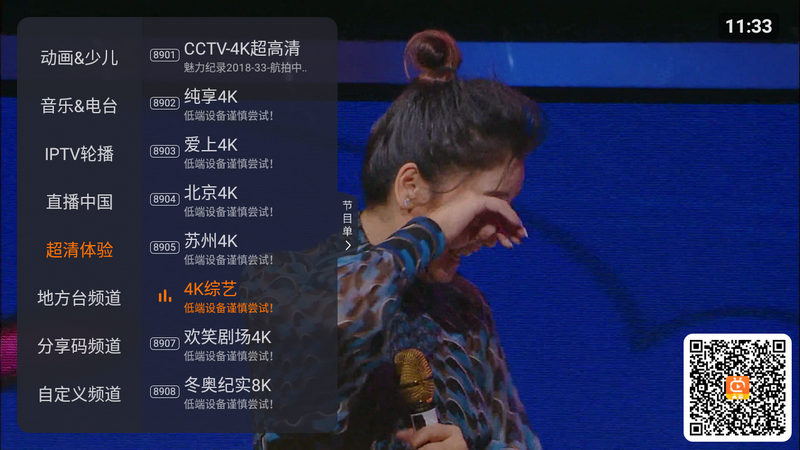 11:33
动画&少儿
音乐&电台
IPTV轮播
直播中国
超清体验
地方台频道
分享码频道
自定义频道
8901 CCTV-4K超高清
魅力纪录2018-33-航拍中..
8902 纯享4K
低端设备谨慎尝试!
8903 爱上4K
低端设备谨慎尝试!
8904 北京4K
低端设备谨慎尝试!
8905 苏州4K
低端设备谨慎尝试!
4K综艺
低端设备谨慎尝试!
8907 欢笑剧场4K
低端设备谨慎尝试!
8908 冬奥纪实8K
低端设备谨慎尝试!
节目单